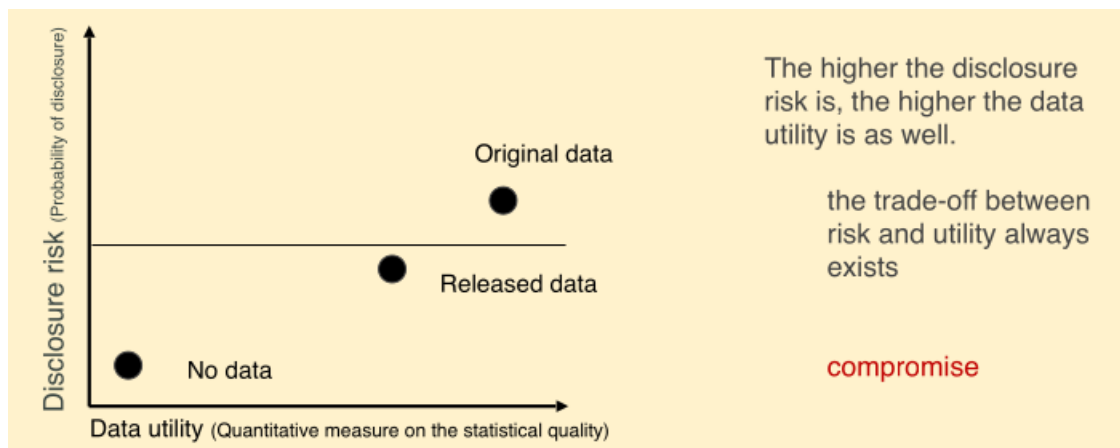 Disclosure risk (Probability of disclosure)
Original data
Released data
No data
Data utility (Quantitative measure on the statistical quality)
The higher the disclosure
risk is, the higher the data
utility is as well.
the trade-off between
risk and utility always
exists
compromise